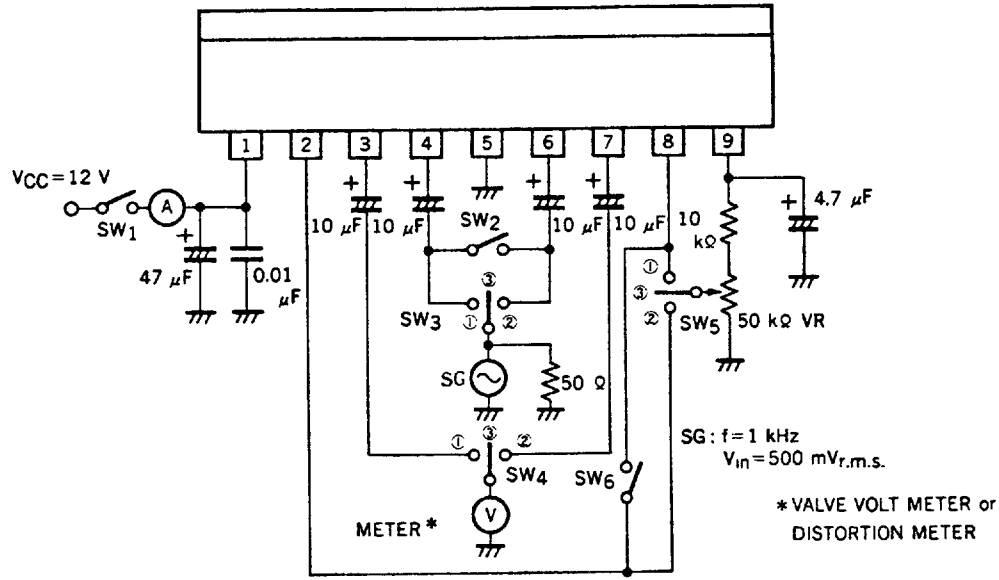 1 2 3 4 5 6 7 8 9
VCC=12 V
SW1
A
+
47 µF
0.01 µF
+
10 µF
+
10 µF
SW2
+
10 µF
+
10 µF
10 kΩ
4.7 µF
+
① ② ③
SW3
① ② ③
SW5
50 kΩ VR
SG
50 Ω
① ② ③
SW4
SW6
V
METER*
SG: f=1 kHz
Vin=500 mVr.m.s.
*VALVE VOLT METER or
DISTORTION METER